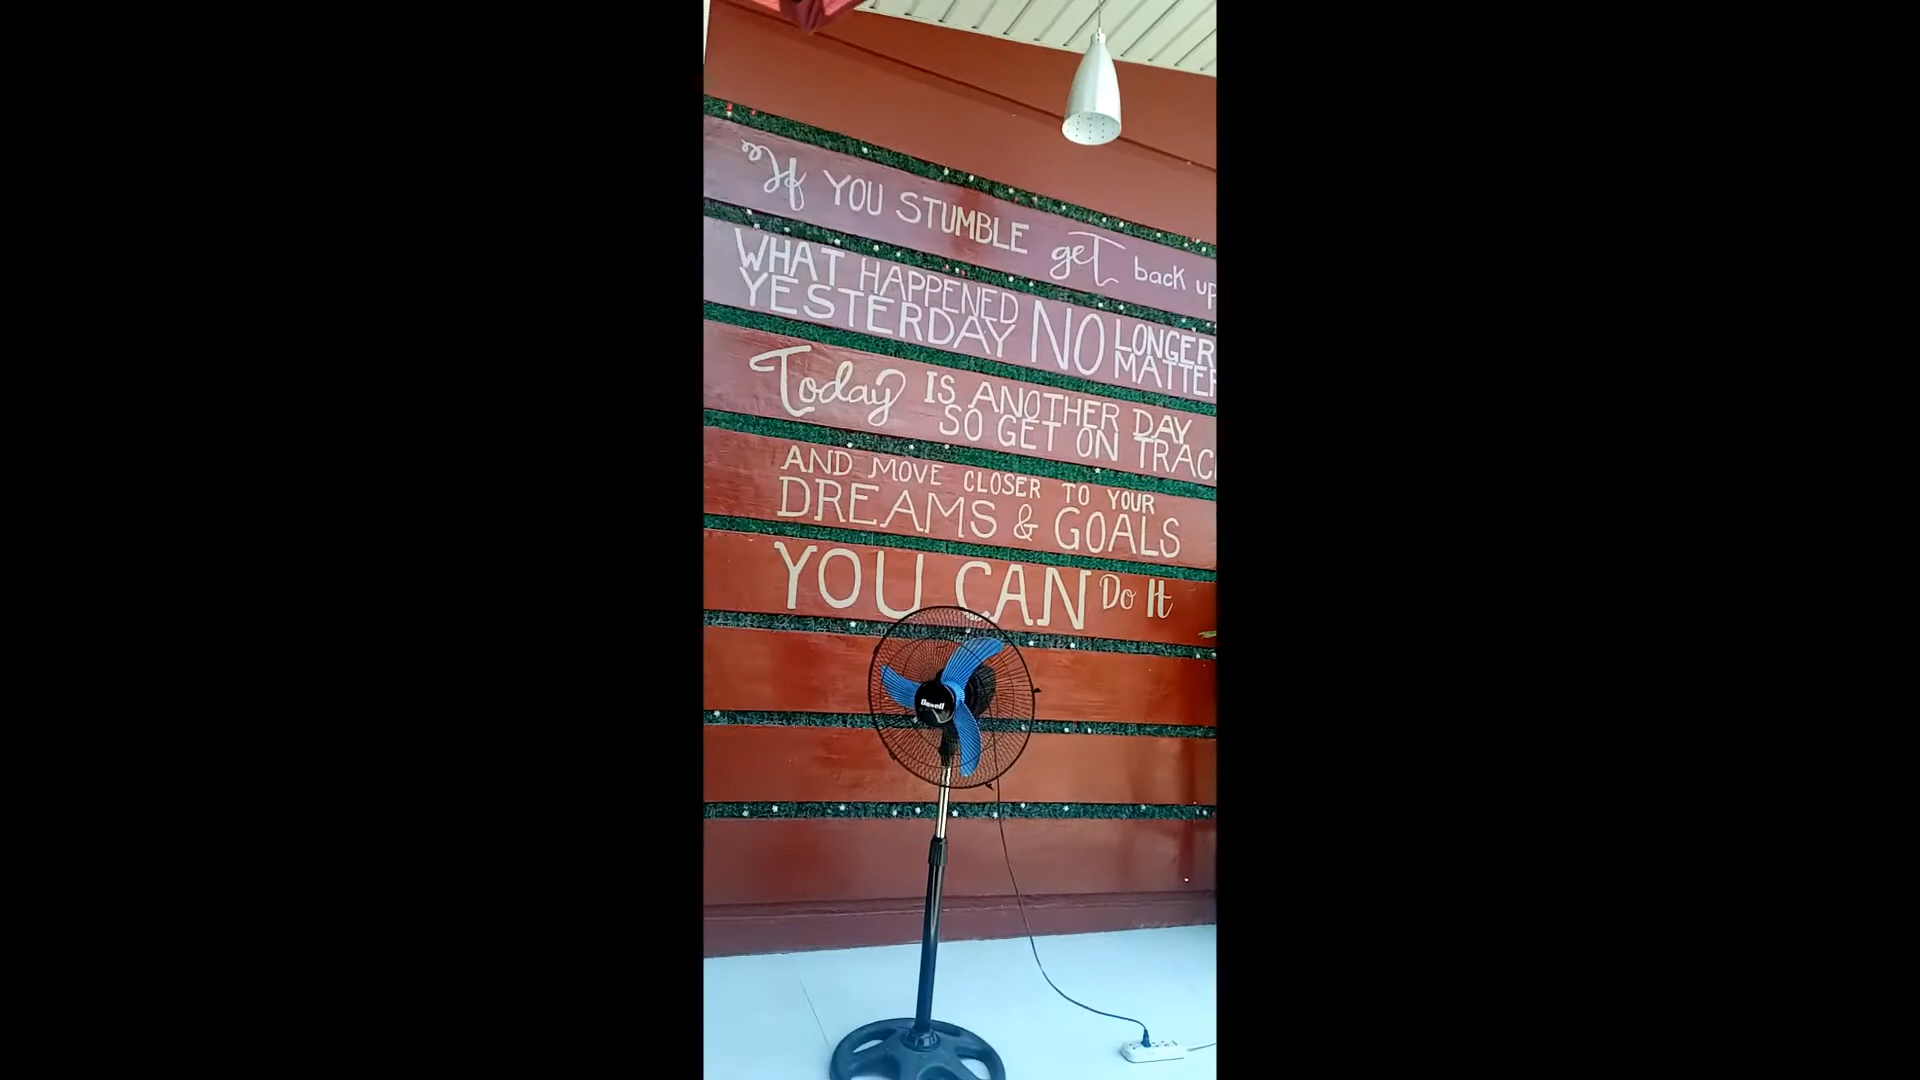 If YOU STUMBLE get back up
WHAT HAPPENED
YESTERDAY NO LONGER
MATTER
Today IS ANOTHER DAY
SO GET ON TRAC
AND MOVE CLOSER TO YOUR
DREAMS & GOALS
YOU CAN Do It